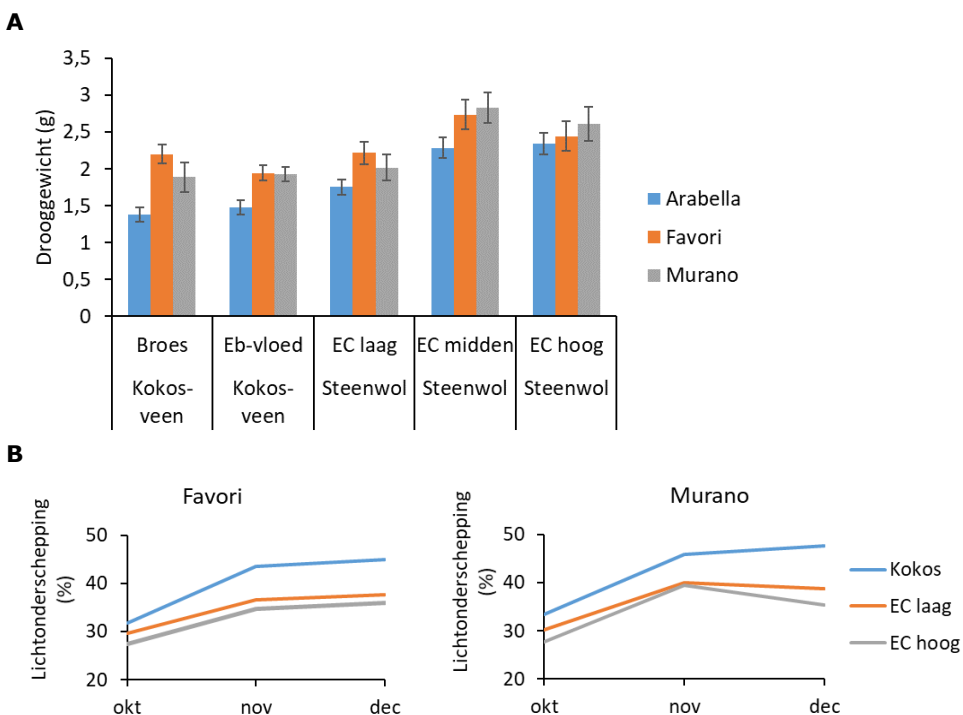 A
3,5
3
2,5
2
1,5
1
0,5
0
Drooggewicht (g)
Arabella
Favori
Murano
Broes Eb-vloed EC laag EC midden EC hoog
Kokos- Kokos- Steenwol Steenwol Steenwol
veen veen
B
Favori
Lichtonderschepping
(%)
50
40
30
20
okt nov dec
Murano
Lichtonderschepping
(%)
50
40
30
20
okt nov dec
Kokos
EC laag
EC hoog